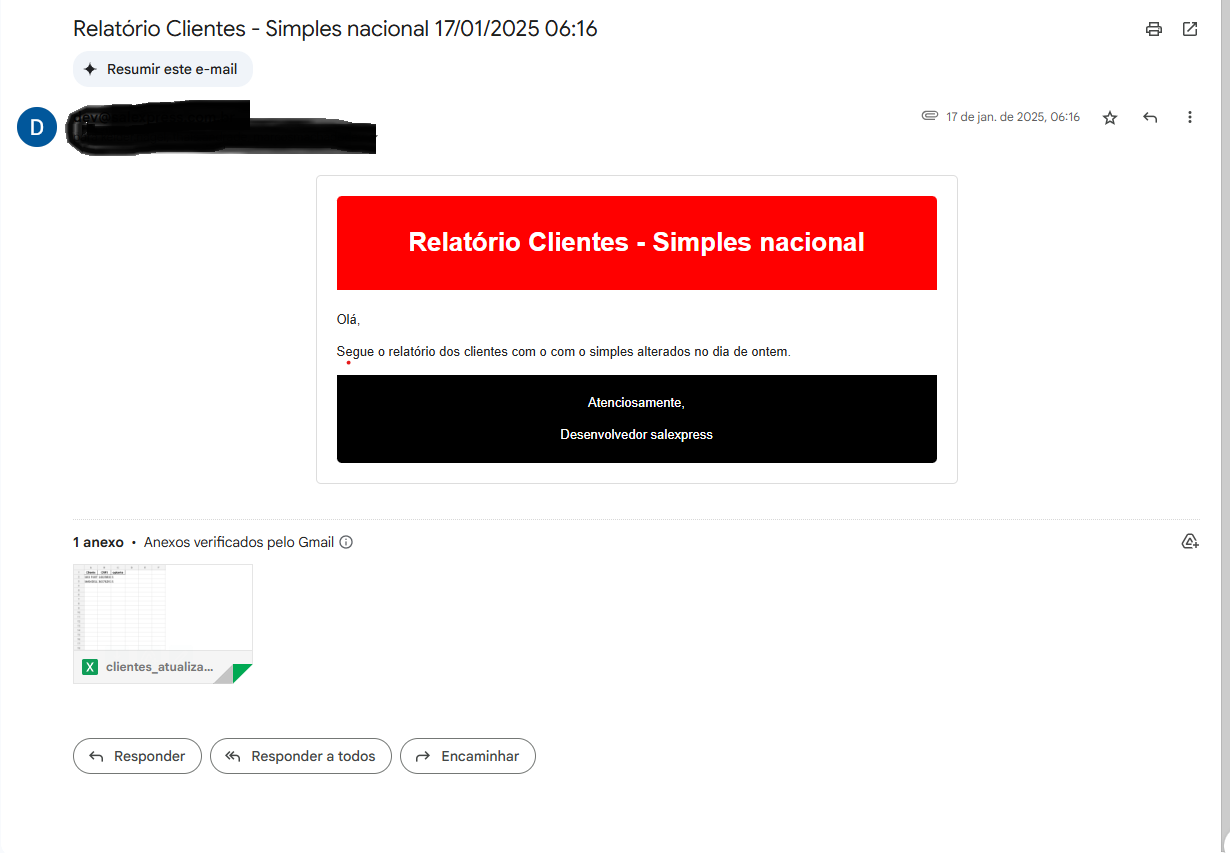 Relatório Clientes - Simples nacional 17/01/2025 06:16
Resumir este e-mail
D
17 de jan. de 2025, 06:16
Relatório Clientes - Simples nacional
Olá,
Segue o relatório dos clientes com o com o simples alterados no dia de ontem.
Atenciosamente,
Desenvolvedor salexpress
1 anexo • Anexos verificados pelo Gmail
X clientes_atualiza...
Responder
Responder a todos
Encaminhar